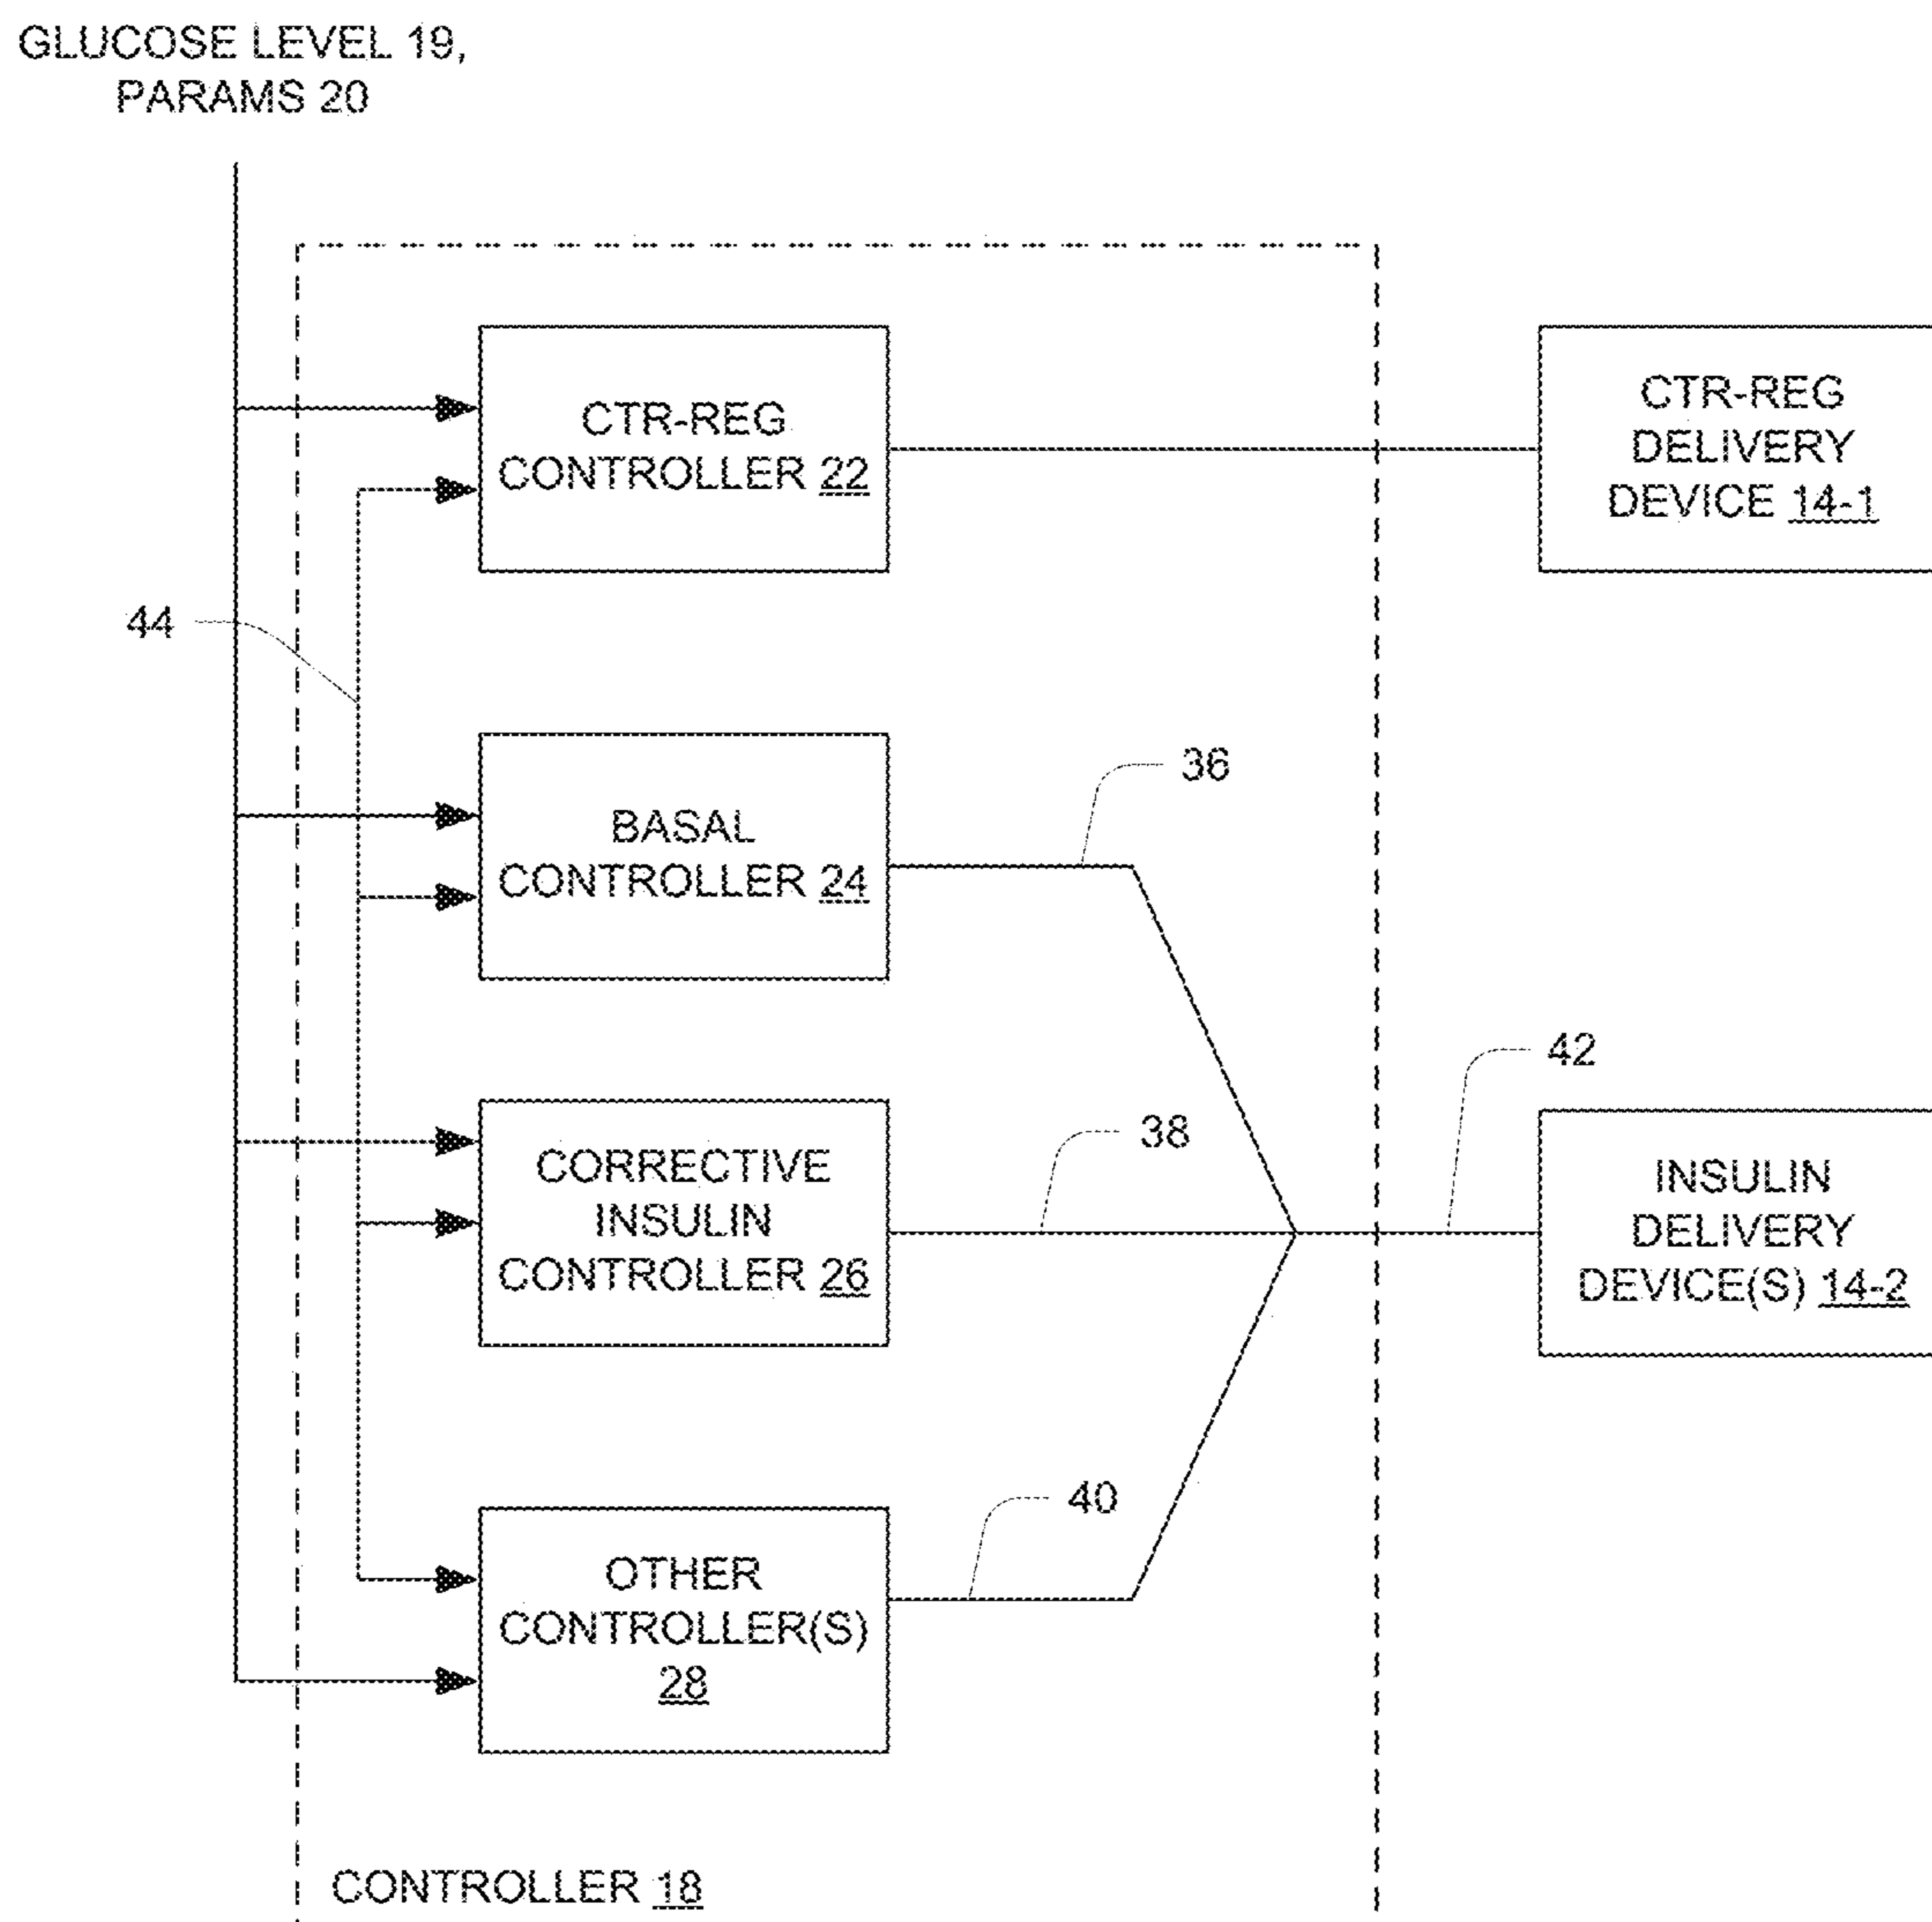 GLUCOSE LEVEL 19,
PARAMS 20
CTR-REG
CONTROLLER 22
CTR-REG
DELIVERY
DEVICE 14-1
44
BASAL
CONTROLLER 24
36
42
38
CORRECTIVE
INSULIN
CONTROLLER 26
INSULIN
DELIVERY
DEVICE(S) 14-2
40
OTHER
CONTROLLER(S)
28
CONTROLLER 18